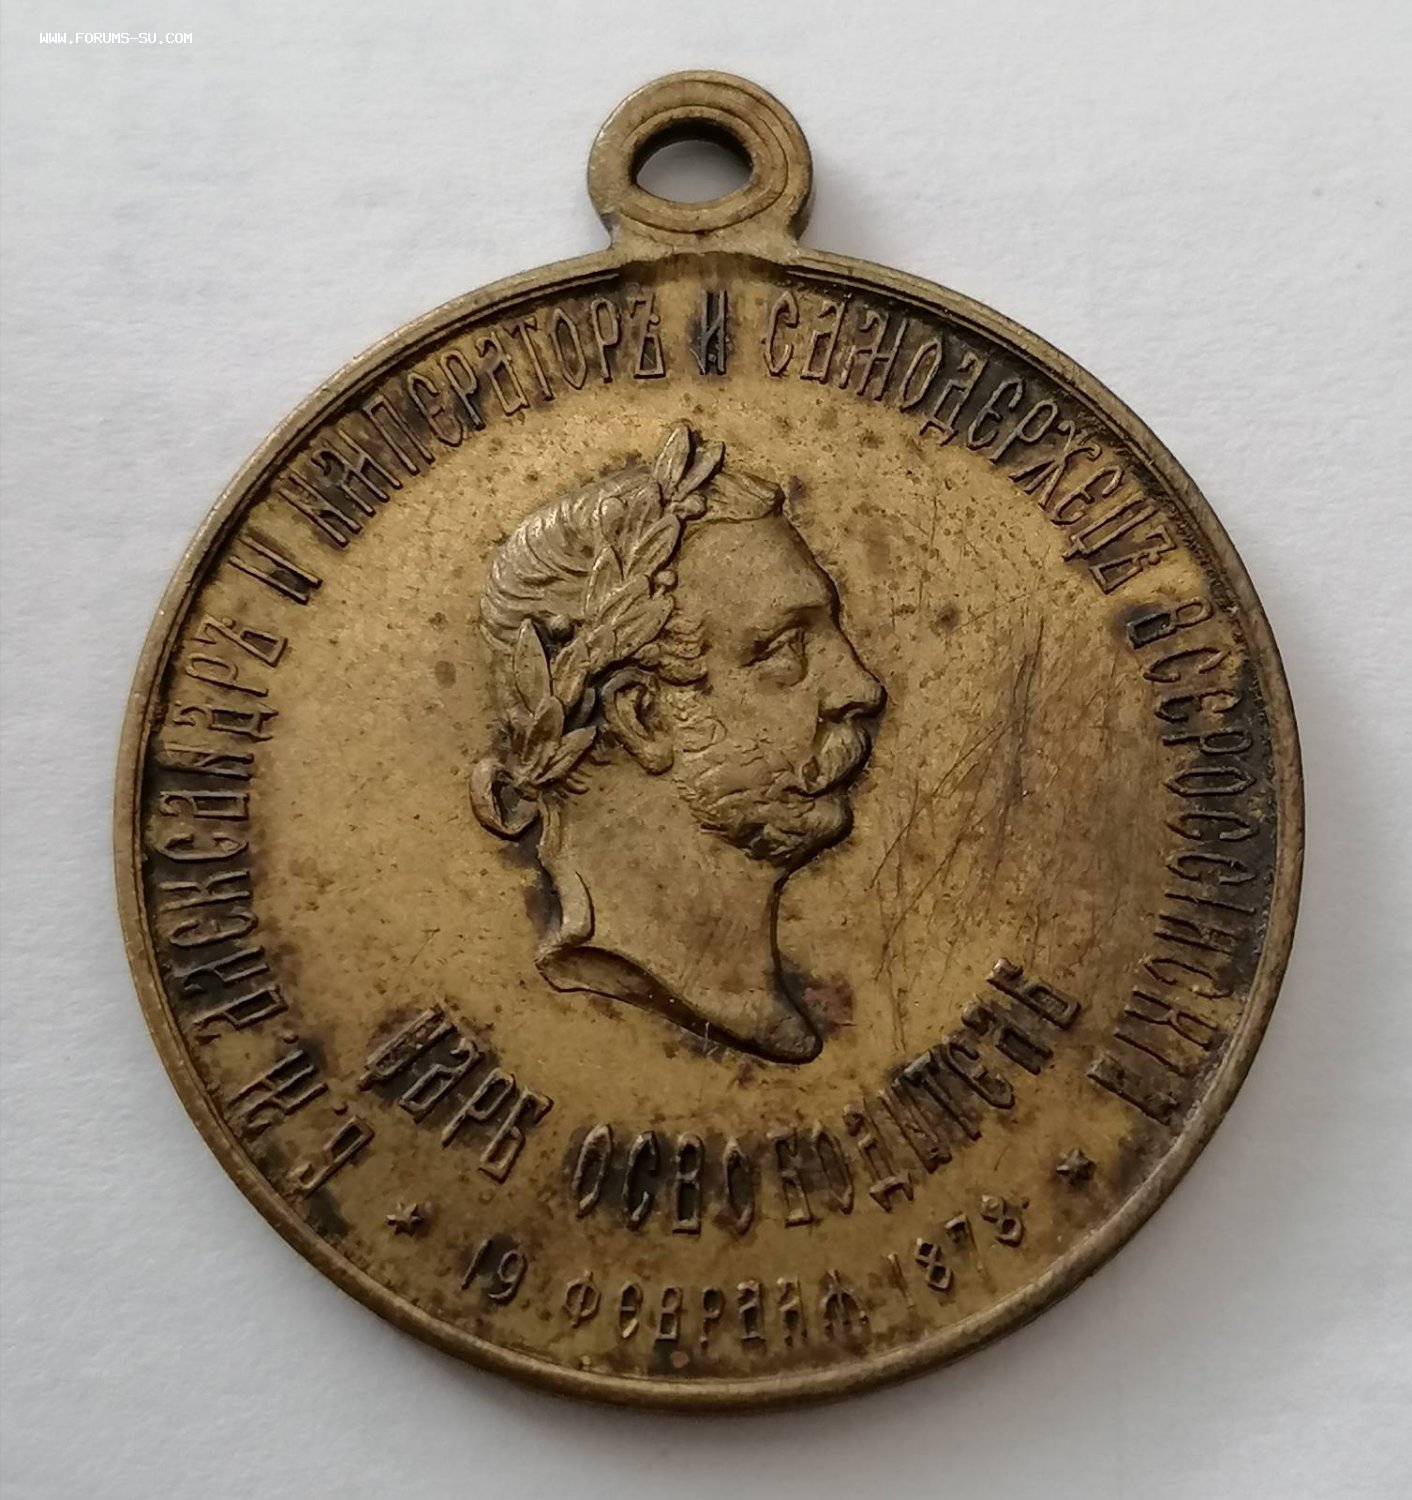 WWW.FORUMS-SU.COM
Б.М. АЛЕКСАНДРЪ II ИМПЕРАТОРЪ И САМОДЕРЖЕЦЪ ВСЕРОССІЙСКІЙ
ЦАРЬ ОСВОБОДИТЕЛЬ
* 19 ФЕВРАЛЯ 1878 *